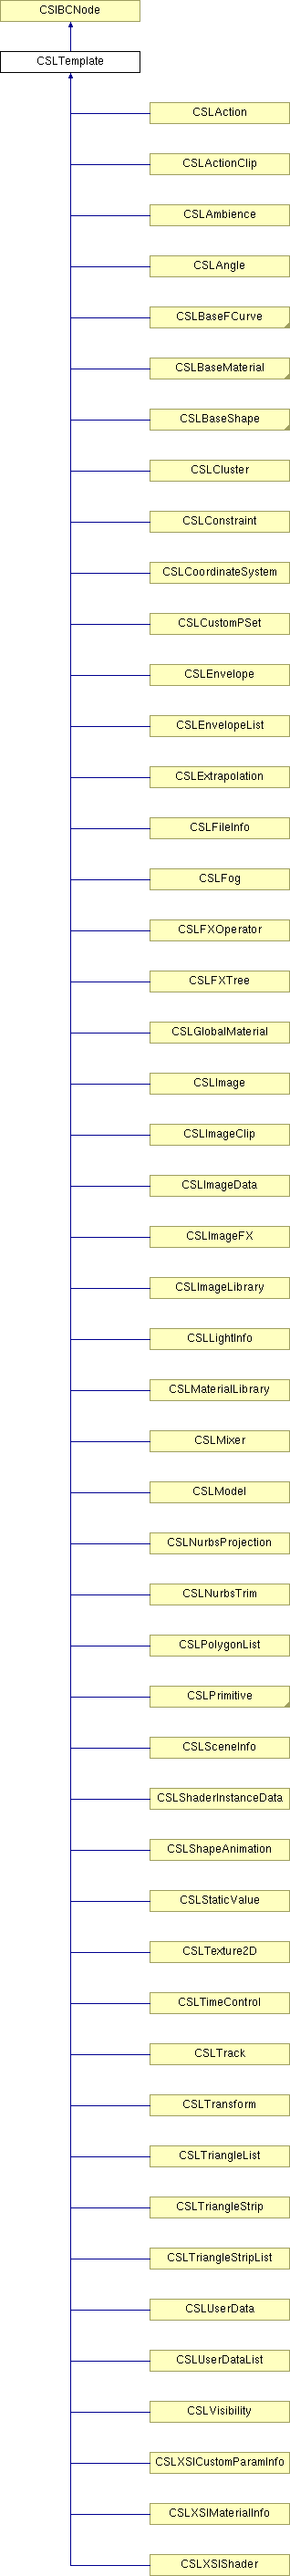 CSIBCNode
CSLTemplate
CSLAction
CSLActionClip
CSLAmbience
CSLAngle
CSLBaseFCurve
CSLBaseMaterial
CSLBaseShape
CSLCluster
CSLConstraint
CSLCoordinateSystem
CSLCustomPSet
CSLEnvelope
CSLEnvelopeList
CSLExtrapolation
CSLFileInfo
CSLFog
CSLFXOperator
CSLFXTree
CSLGlobalMaterial
CSLImage
CSLImageClip
CSLImageData
CSLImageFX
CSLImageLibrary
CSLLightInfo
CSLMaterialLibrary
CSLMixer
CSLModel
CSLNurbsProjection
CSLNurbsTrim
CSLPolygonList
CSLPrimitive
CSLSceneInfo
CSLShaderInstanceData
CSLShapeAnimation
CSLStaticValue
CSLTexture2D
CSLTimeControl
CSLTrack
CSLTransform
CSLTriangleList
CSLTriangleStrip
CSLTriangleStripList
CSLUserData
CSLUserDataList
CSLVisibility
CSLXSICustomParamInfo
CSLXSIMaterialInfo
CSLXSIShader